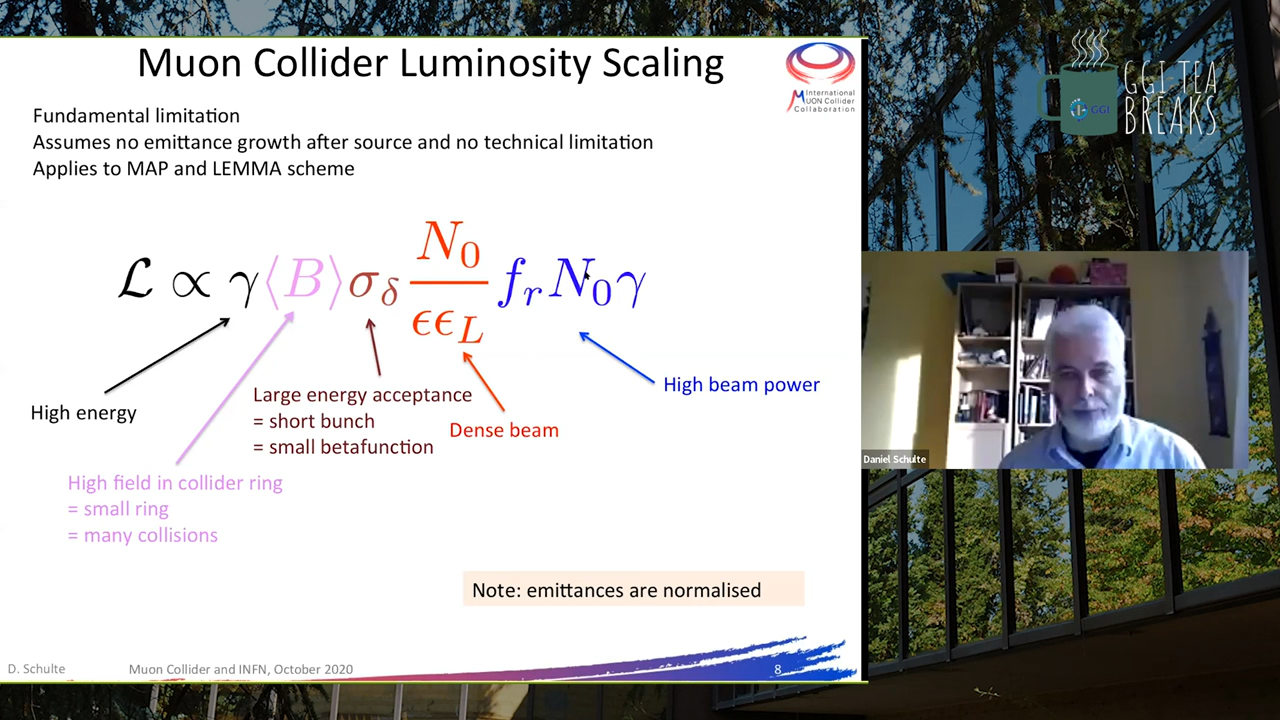 Muon Collider Luminosity Scaling
International
MUON Collider
Collaboration
GGI TEA
BREAKS
GGI
Fundamental limitation
Assumes no emittance growth after source and no technical limitation
Applies to MAP and LEMMA scheme
ℒ ∝ γ⟨B⟩σ_δ N₀/(ϵϵ_L) f_r N₀γ
High energy
High field in collider ring
= small ring
= many collisions
Large energy acceptance
= short bunch
= small betafunction
Dense beam
High beam power
Daniel Schulte
Note: emittances are normalised
D. Schulte
Muon Collider and INFN, October 2020
8